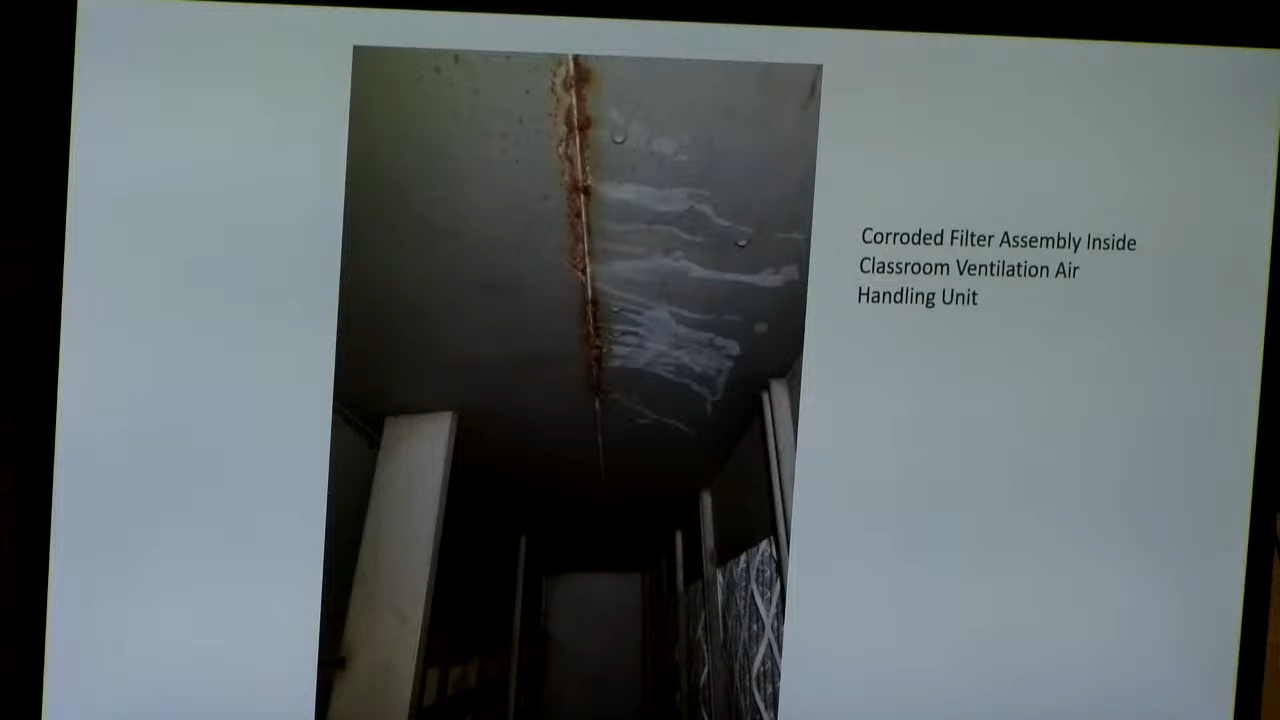 Corroded Filter Assembly Inside
Classroom Ventilation Air
Handling Unit